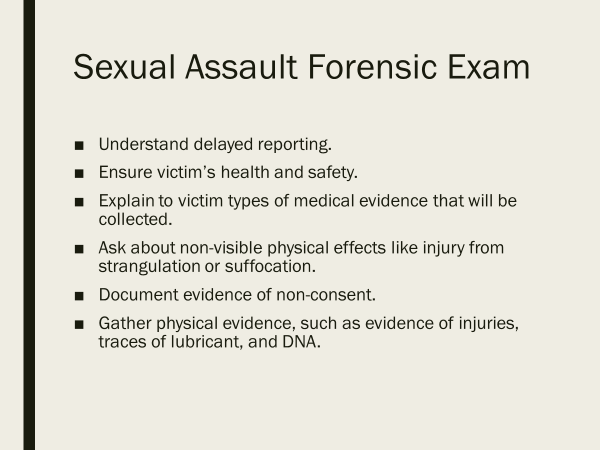 Sexual Assault Forensic Exam
■ Understand delayed reporting.
■ Ensure victim’s health and safety.
■ Explain to victim types of medical evidence that will be
collected.
■ Ask about non-visible physical effects like injury from
strangulation or suffocation.
■ Document evidence of non-consent.
■ Gather physical evidence, such as evidence of injuries,
traces of lubricant, and DNA.